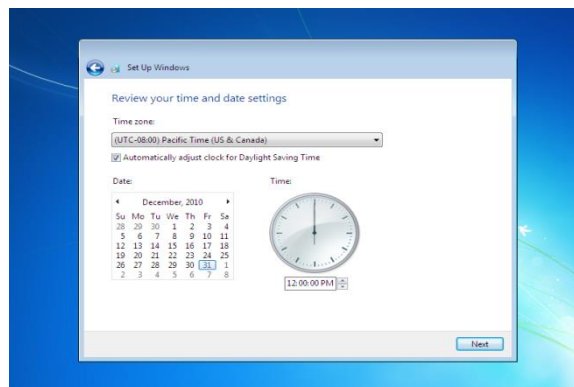 Set Up Windows
Review your time and date settings
Time zone:
(UTC-08:00) Pacific Time (US & Canada)
Automatically adjust clock for Daylight Saving Time
Date:
Time:
December, 2010
Su Mo Tu We Th Fr Sa
28 29 30 1 2 3 4
5 6 7 8 9 10 11
12 13 14 15 16 17 18
19 20 21 22 23 24 25
26 27 28 29 30 31 1
2 3 4 5 6 7 8
12:00:00 PM
Next